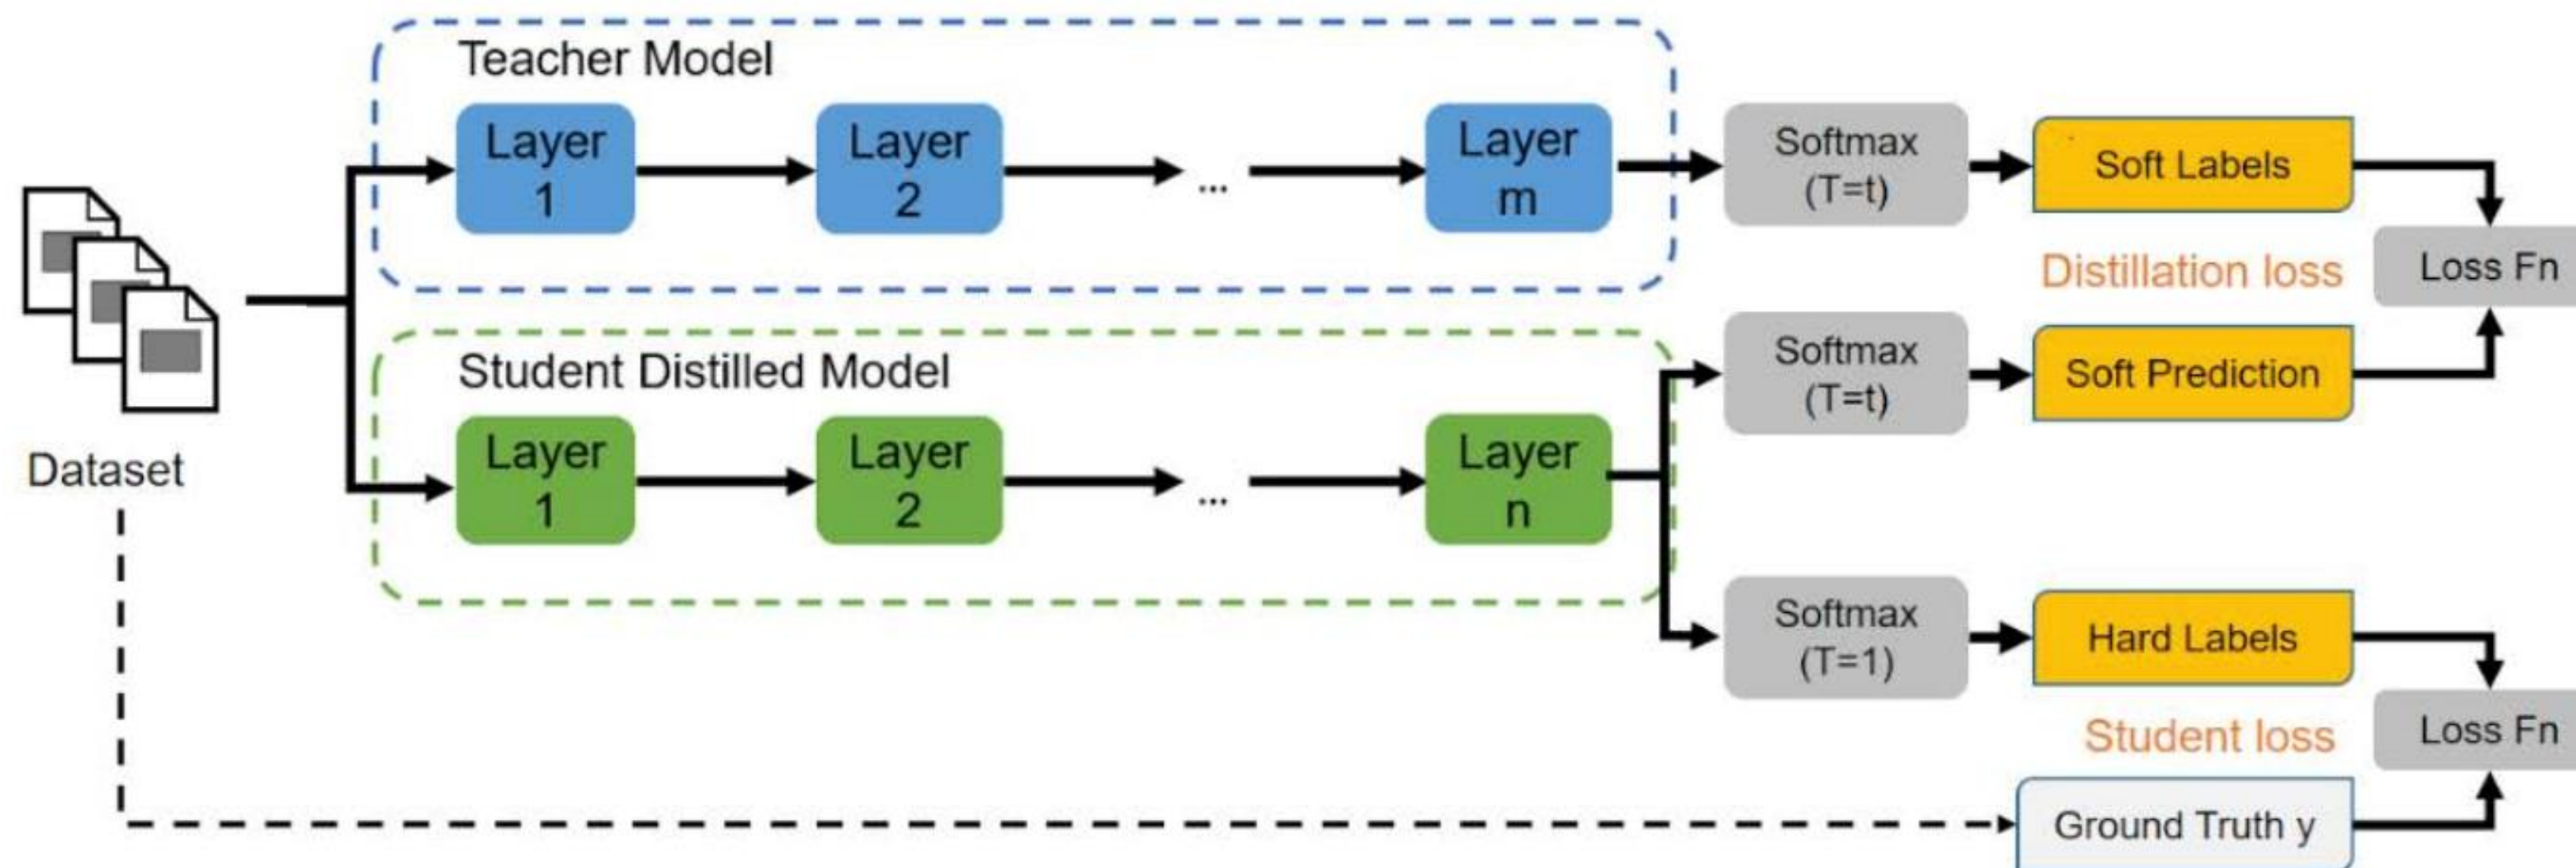 Teacher Model
Layer
1
Layer
2
...
Layer
m
Softmax
(T=t)
Soft Labels
Distillation loss
Loss Fn
Student Distilled Model
Layer
1
Layer
2
...
Layer
n
Softmax
(T=t)
Soft Prediction
Dataset
Softmax
(T=1)
Hard Labels
Student loss
Loss Fn
Ground Truth y